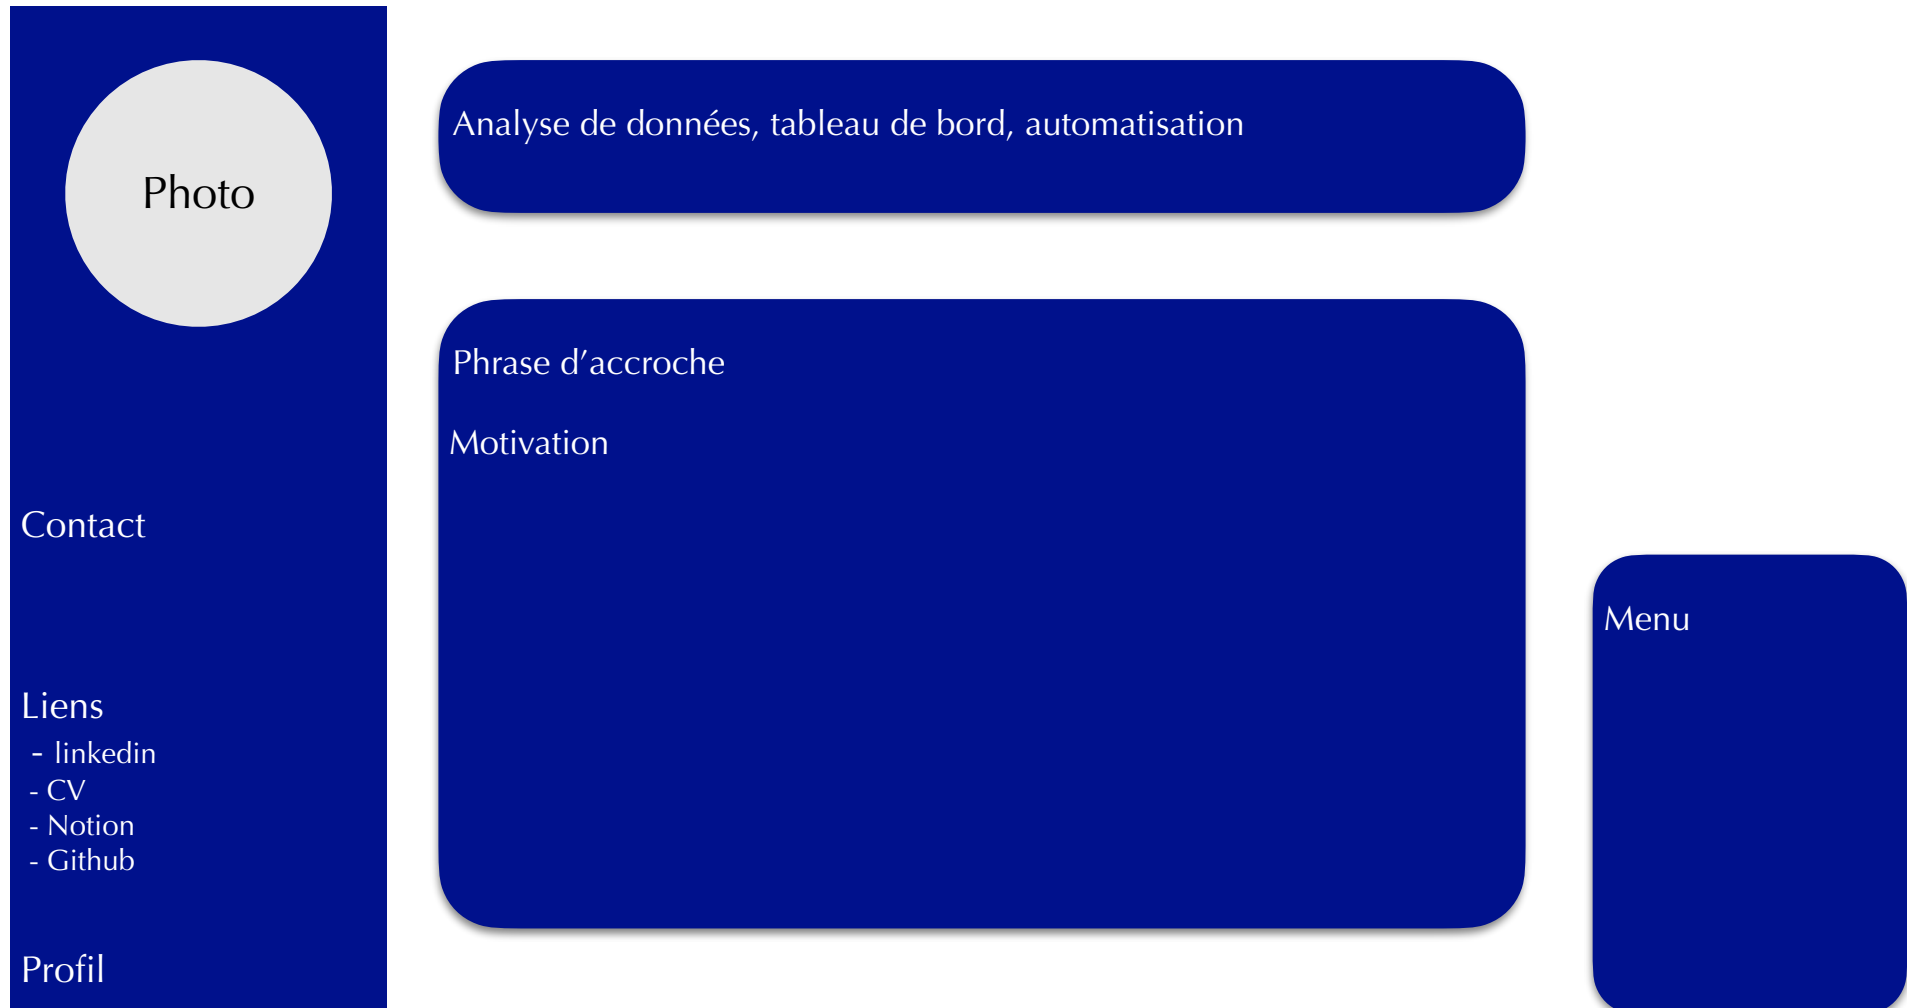 Photo
Contact
Liens
- linkedin
- CV
- Notion
- Github
Profil
Analyse de données, tableau de bord, automatisation
Phrase d’accroche
Motivation
Menu